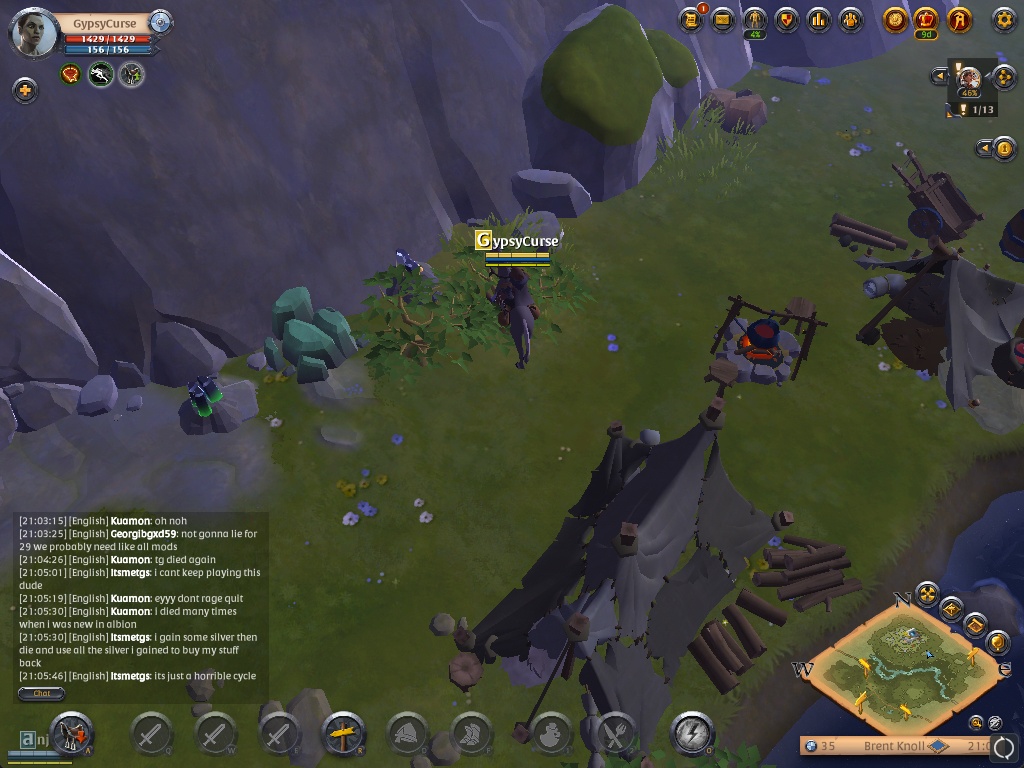 GypsyCurse
1429 / 1429
156 / 156
1
4%
9d
46%
1/13
1
GypsyCurse
[21:03:15] [English] Kuamon: oh noh
[21:03:25] [English] Georgibgxd59: not gonna lie for
29 we probably need like all mods
[21:04:26] [English] Kuamon: tg died again
[21:05:01] [English] Itsmetgs: i cant keep playing this
dude
[21:05:19] [English] Kuamon: eyyy dont rage quit
[21:05:30] [English] Kuamon: i died many times
when i was new in albion
[21:05:30] [English] Itsmetgs: i gain some silver then
die and use all the silver i gained to buy my stuff
back
[21:05:46] [English] Itsmetgs: its just a horrible cycle
Chat
N
W
E
anj
A
Q
W
E
R
D
F
O
35 Brent Knoll